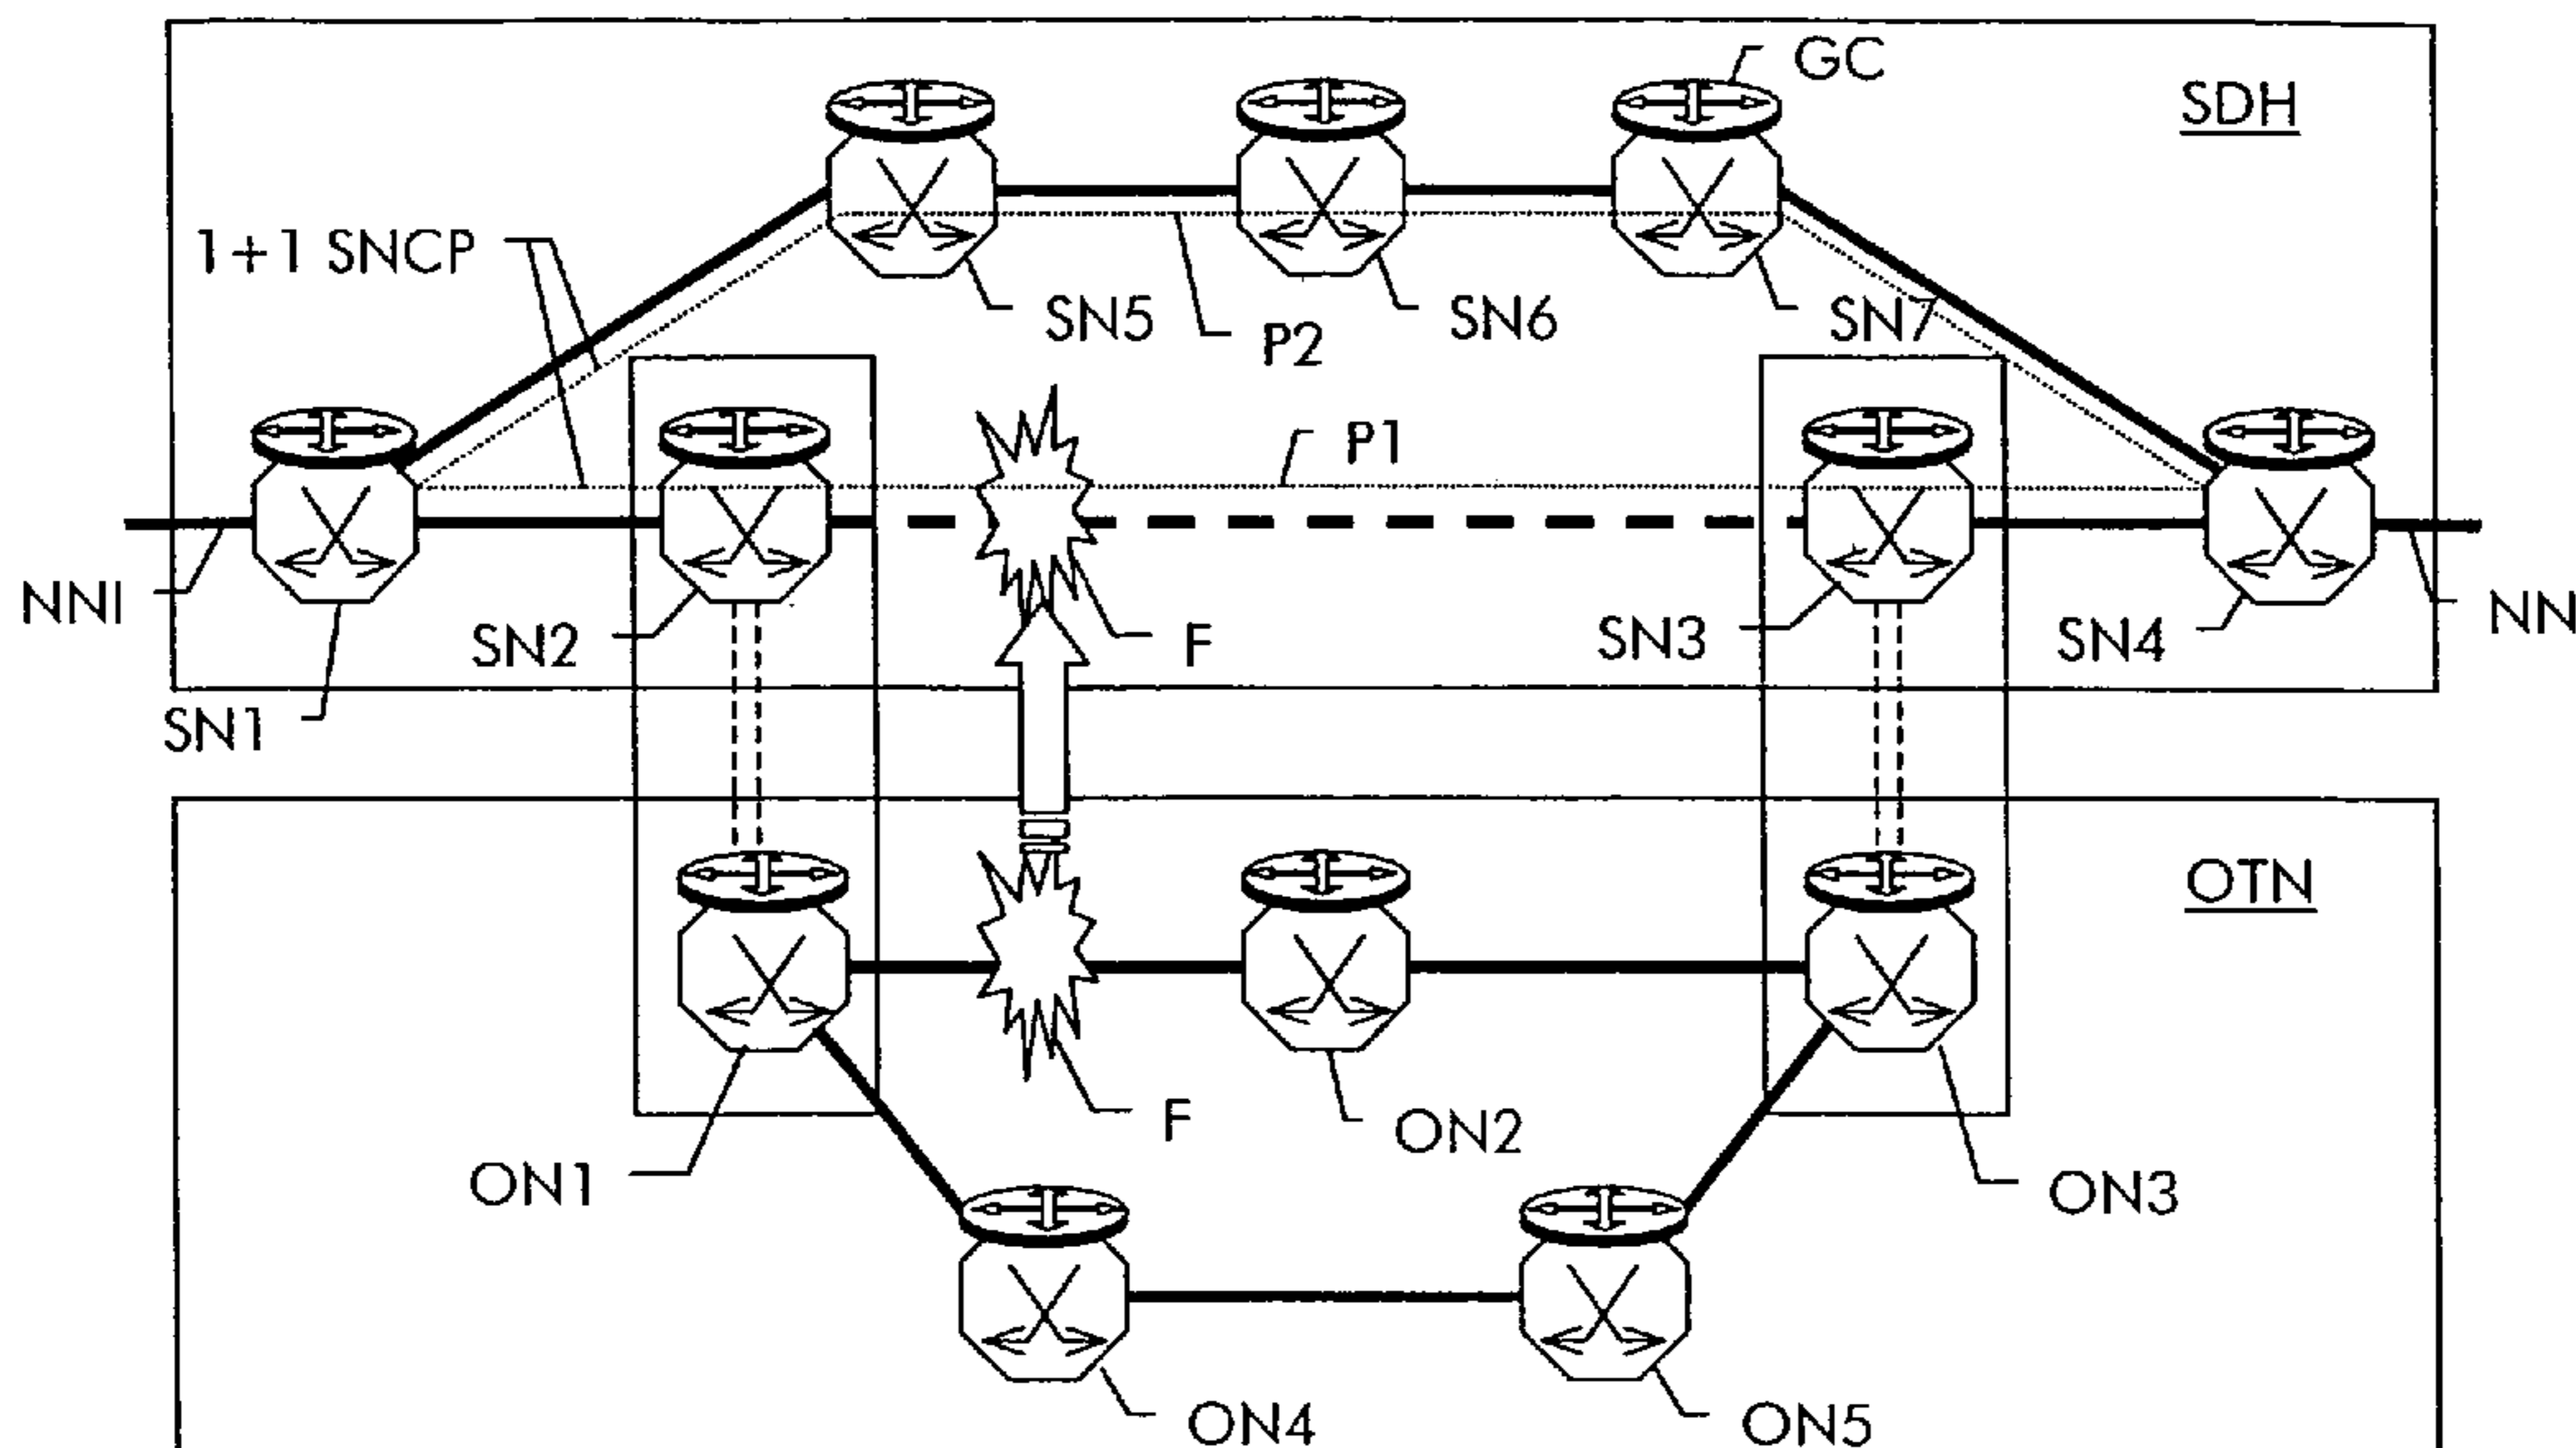 GC
SDH
1+1 SNCP
SN5
P2
SN6
SN7
P1
NNI
SN2
F
SN3
SN4
NN
SN1
OTN
F
ON2
ON1
ON3
ON4
ON5